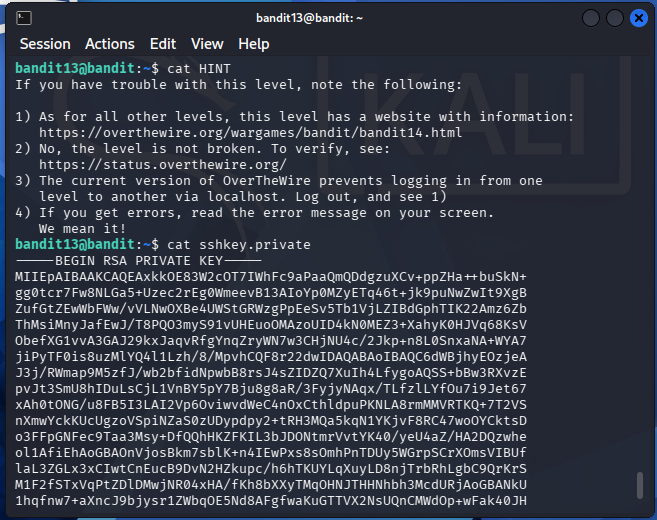 bandit13@bandit: ~
Session Actions Edit View Help
bandit13@bandit:~$ cat HINT
If you have trouble with this level, note the following:
1) As for all other levels, this level has a website with information:
https://overthewire.org/wargames/bandit/bandit14.html
2) No, the level is not broken. To verify, see:
https://status.overthewire.org/
3) The current version of OverTheWire prevents logging in from one
level to another via localhost. Log out, and see 1)
4) If you get errors, read the error message on your screen.
We mean it!
bandit13@bandit:~$ cat sshkey.private
-----BEGIN RSA PRIVATE KEY-----
MIIEpAIBAAKCAQEAxkkOE83W2cOT7IWhFc9aPaaQmQDdgzuXCv+ppZHa++buSkN+
gg0tcr7Fw8NLGa5+Uzec2rEg0WmeevB13AIoYp0MZyETq46t+jk9puNwZwIt9XgB
ZufGtZEwWbFWw/vVLNwOXBe4UWStGRWzgPpEeSv5Tb1VjLZIBdGphTIK22Amz6Zb
ThMsiMnyJafEwJ/T8PQO3myS91vUHEuoOMAzoUID4kN0MEZ3+XahyK0HJVq68KsV
ObefXG1vvA3GAJ29kxJaqvRfgYnqZryWN7w3CHjNU4c/2Jkp+n8L0SnxaNA+WYA7
jiPyTF0is8uzMlYQ4l1Lzh/8/MpvhCQF8r22dwIDAQABAoIBAQC6dWBjhyEOzjeA
J3j/RWmap9M5zfJ/wb2bfidNpwbB8rsJ4sZIDZQ7XuIh4LfygoAQSS+bBw3RXvzE
pvJt3SmU8hIDuLsCjL1VnBY5pY7Bju8g8aR/3FyjyNAqx/TLfzlLYfOu7i9Jet67
xAh0tONG/u8FB5I3LAI2Vp6OviwvdWeC4nOxCthldpuPKNLA8rmMMVRTKQ+7T2VS
nXmwYckKUcUgzoVSpiNZaS0zUDypdpy2+tRH3MQa5kqN1YKjvF8RC47woOYCktsD
o3FFpGNFec9Taa3Msy+DfQQhHKZFKIL3bJDONtmrVvtYK40/yeU4aZ/HA2DQzwhe
ol1AfiEhAoGBAOnVjosBkm7sblK+n4IEwPxs8sOmhPnTDUy5WGrpSCrXOmsVIBUf
laL3ZGLx3xCIwtCnEucB9DvN2HZkupc/h6hTKUYLqXuyLD8njTrbRhLgbC9QrKrS
M1F2fSTxVqPtZDlDMwjNR04xHA/fKh8bXXyTMqOHNJTHHNhbh3McdURjAoGBANkU
1hqfnw7+aXncJ9bjysr1ZWbqOE5Nd8AFgfwaKuGTTVX2NsUQnCMWdOp+wFak40JH